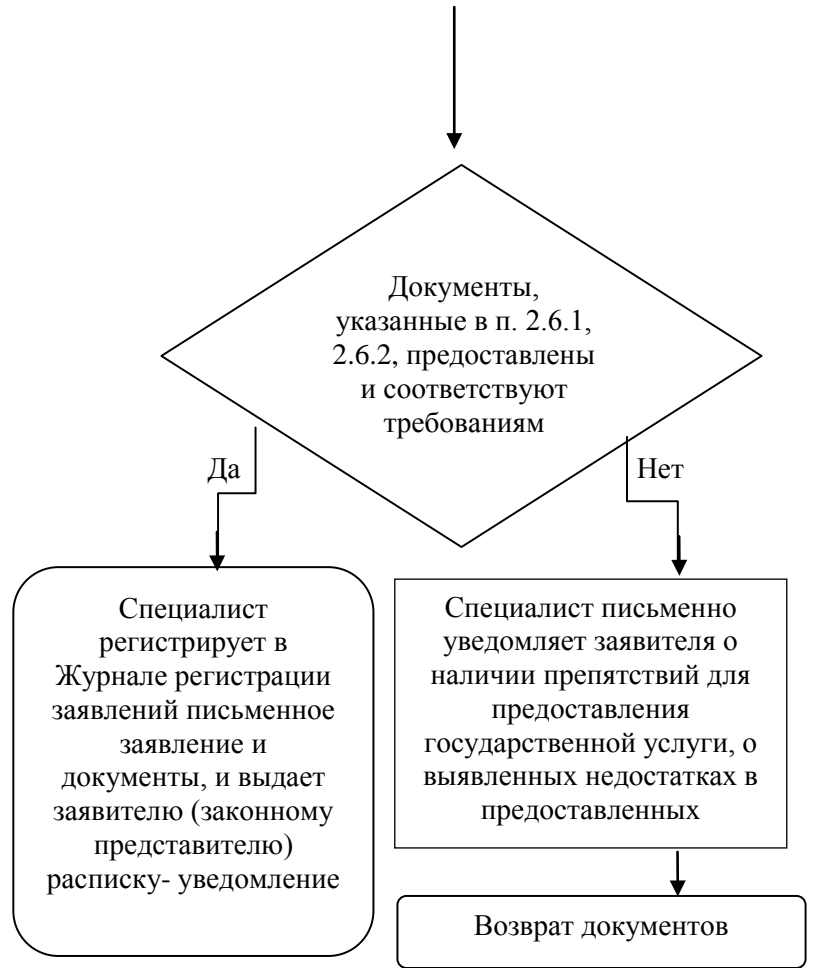 Документы,
указанные в п. 2.6.1,
2.6.2, предоставлены
и соответствуют
требованиям
Да
Нет
Специалист
регистрирует в
Журнале регистрации
заявлений письменное
заявление и
документы, и выдает
заявителю (законному
представителю)
расписку- уведомление
Специалист письменно
уведомляет заявителя о
наличии препятствий для
предоставления
государственной услуги, о
выявленных недостатках в
предоставленных
Возврат документов